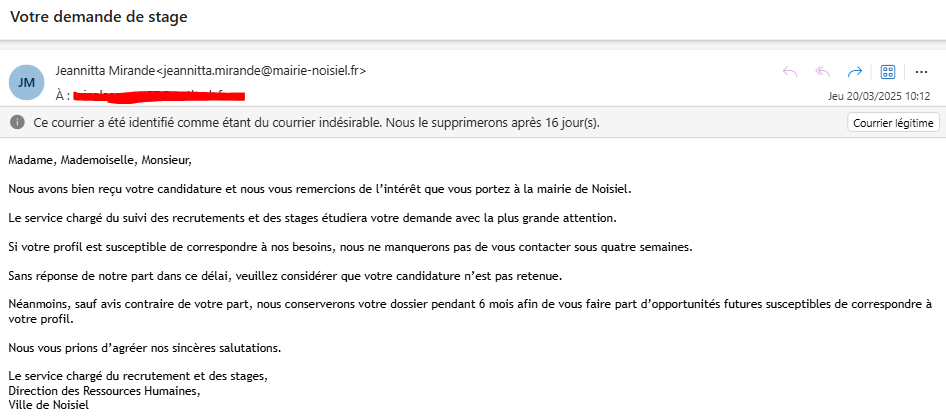 Votre demande de stage
JM
Jeannitta Mirande<jeannitta.mirande@mairie-noisiel.fr>
À :
Jeu 20/03/2025 10:12
Ce courrier a été identifié comme étant du courrier indésirable. Nous le supprimerons après 16 jour(s).
Courrier légitime
Madame, Mademoiselle, Monsieur,
Nous avons bien reçu votre candidature et nous vous remercions de l'intérêt que vous portez à la mairie de Noisiel.
Le service chargé du suivi des recrutements et des stages étudiera votre demande avec la plus grande attention.
Si votre profil est susceptible de correspondre à nos besoins, nous ne manquerons pas de vous contacter sous quatre semaines.
Sans réponse de notre part dans ce délai, veuillez considérer que votre candidature n'est pas retenue.
Néanmoins, sauf avis contraire de votre part, nous conserverons votre dossier pendant 6 mois afin de vous faire part d'opportunités futures susceptibles de correspondre à
votre profil.
Nous vous prions d'agréer nos sincères salutations.
Le service chargé du recrutement et des stages,
Direction des Ressources Humaines,
Ville de Noisiel